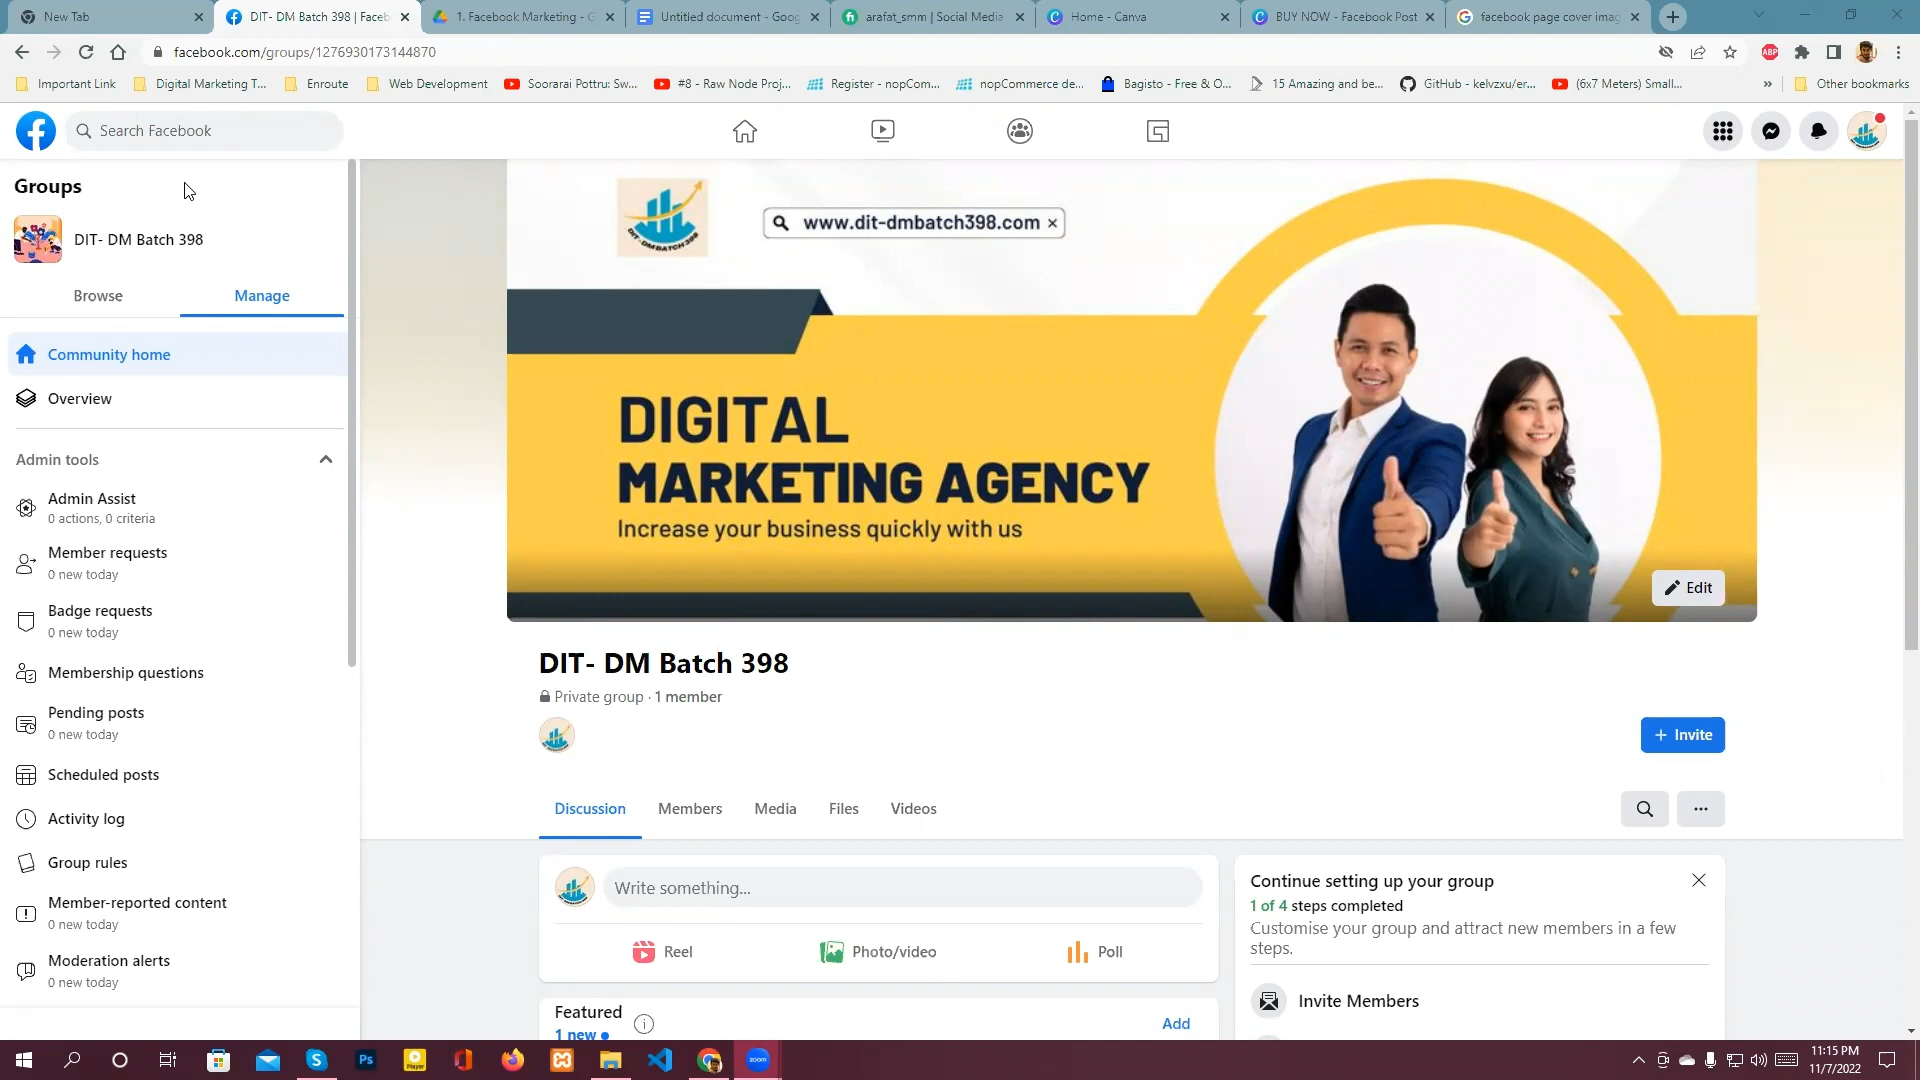 New Tab
DIT- DM Batch 398 | Faceb
1. Facebook Marketing - G
Untitled document - Goog
arafat_smm | Social Media
Home - Canva
BUY NOW - Facebook Post
facebook page cover imag
facebook.com/groups/1276930173144870
ABP
Important Link
Digital Marketing T...
Enroute
Web Development
Soorarai Pottru: Sw...
#8 - Raw Node Proj...
Register - nopCom...
nopCommerce de...
Bagisto - Free & O...
15 Amazing and be...
GitHub - kelvzxu/er...
(6x7 Meters) Small...
»
Other bookmarks
Search Facebook
Groups
DIT- DM Batch 398
Browse
Manage
Community home
Overview
Admin tools
Admin Assist
0 actions, 0 criteria
Member requests
0 new today
Badge requests
0 new today
Membership questions
Pending posts
0 new today
Scheduled posts
Activity log
Group rules
Member-reported content
0 new today
Moderation alerts
0 new today
DIT- DM BATCH 398
www.dit-dmbatch398.com ×
DIGITAL
MARKETING AGENCY
Increase your business quickly with us
Edit
DIT- DM Batch 398
Private group · 1 member
+ Invite
Discussion
Members
Media
Files
Videos
Write something...
Reel
Photo/video
Poll
Featured
1 new
Add
Continue setting up your group
1 of 4 steps completed
Customise your group and attract new members in a few
steps.
Invite Members
Ps
Player
zoom
11:15 PM
11/7/2022